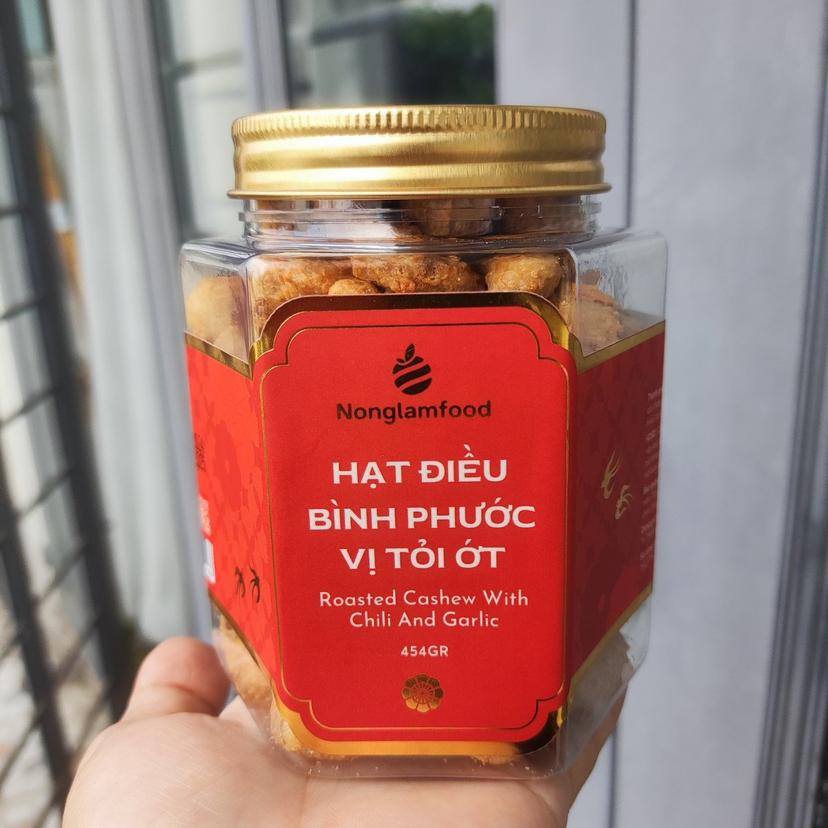 Nonglamfood
HẠT ĐIỀU
BÌNH PHƯỚC
VỊ TỎI ỚT
Roasted Cashew With
Chili And Garlic
454GR